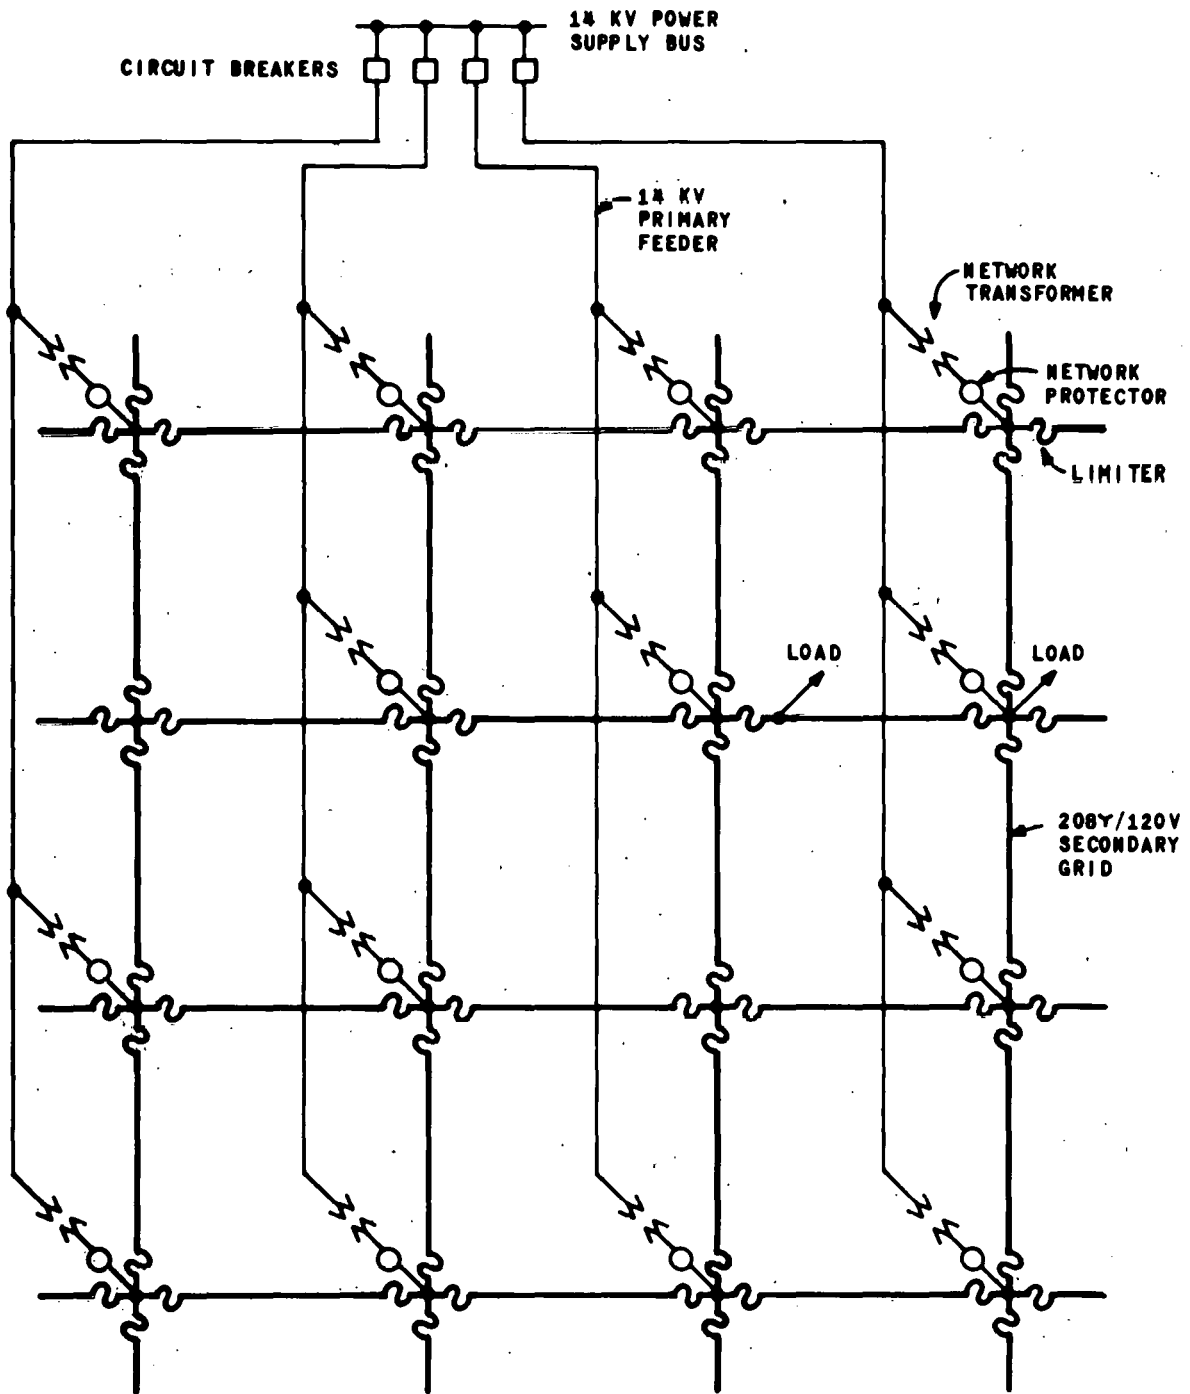 14 KV POWER
SUPPLY BUS
CIRCUIT BREAKERS
14 KV
PRIMARY
FEEDER
NETWORK
TRANSFORMER
NETWORK
PROTECTOR
LIMITER
LOAD
LOAD
208Y/120V
SECONDARY
GRID